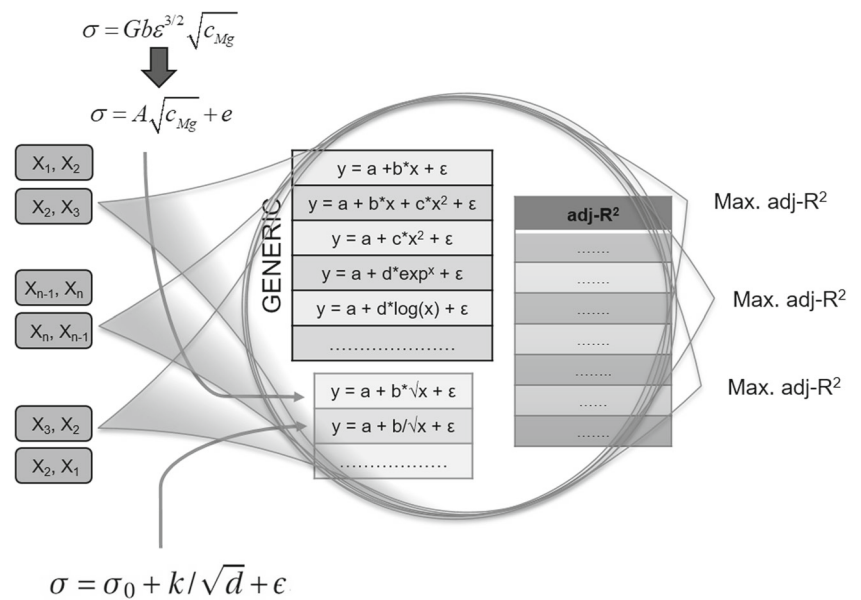 σ = Gbε^{3/2} √c_{Mg}
σ = A√c_{Mg} + e
X₁, X₂
X₂, X₃
Xₙ₋₁, Xₙ
Xₙ, Xₙ₋₁
X₃, X₂
X₂, X₁
GENERIC
y = a +b*x + ε
y = a + b*x + c*x² + ε
y = a + c*x² + ε
y = a + d*expˣ + ε
y = a + d*log(x) + ε
....................
y = a + b*√x + ε
y = a + b/√x + ε
..................
adj-R²
.......
......
.......
......
........
......
.......
Max. adj-R²
Max. adj-R²
Max. adj-R²
σ = σ₀ + k/√d + ϵ